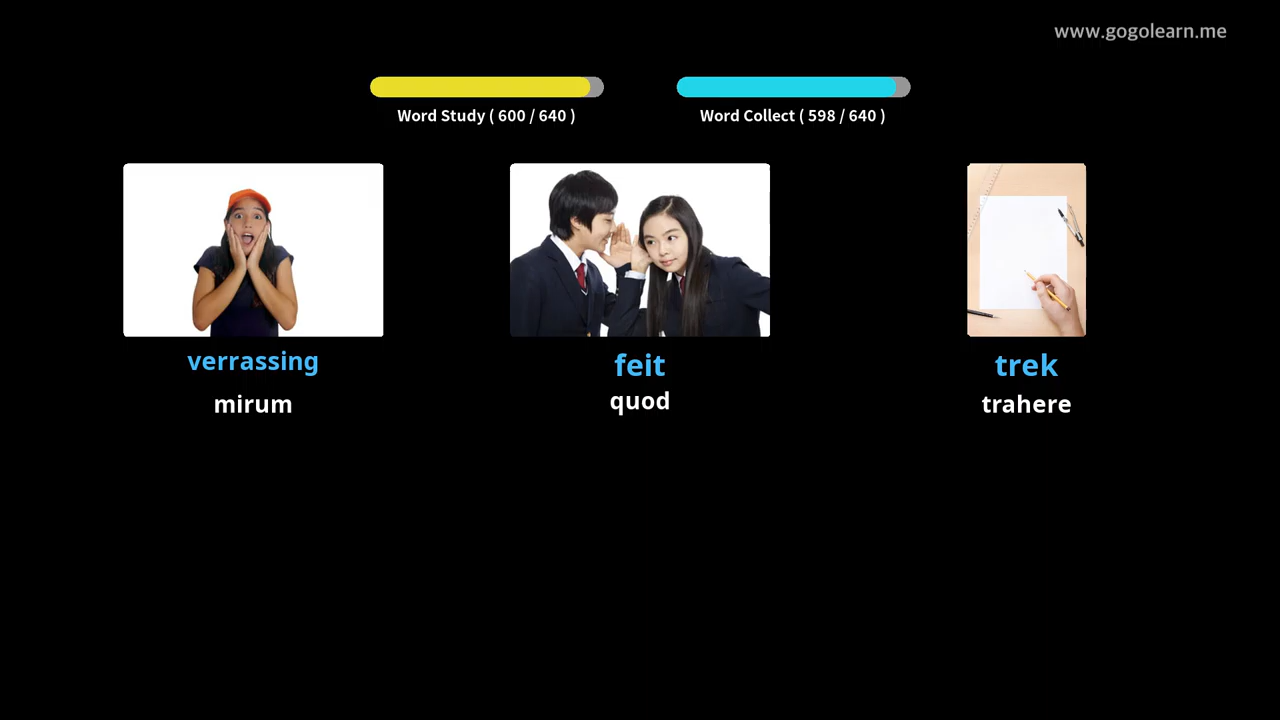 www.gogolearn.me
Word Study ( 600 / 640 )
Word Collect ( 598 / 640 )
verrassing
mirum
feit
quod
trek
trahere